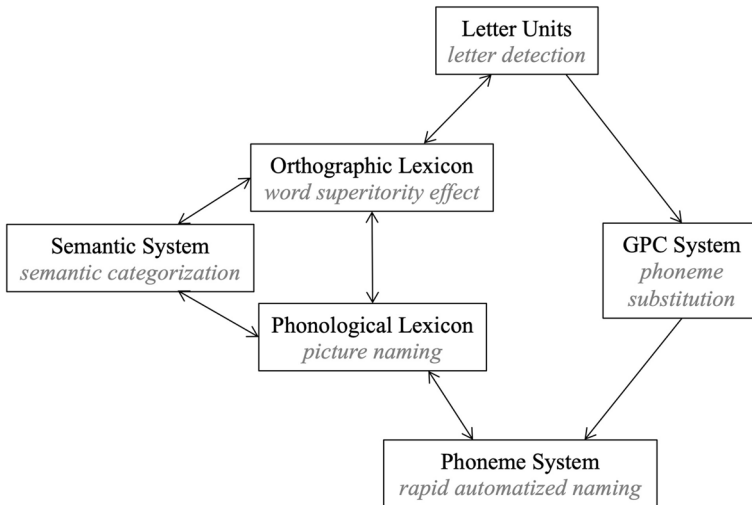 Letter Units
letter detection
Orthographic Lexicon
word superitority effect
Semantic System
semantic categorization
GPC System
phoneme
substitution
Phonological Lexicon
picture naming
Phoneme System
rapid automatized naming